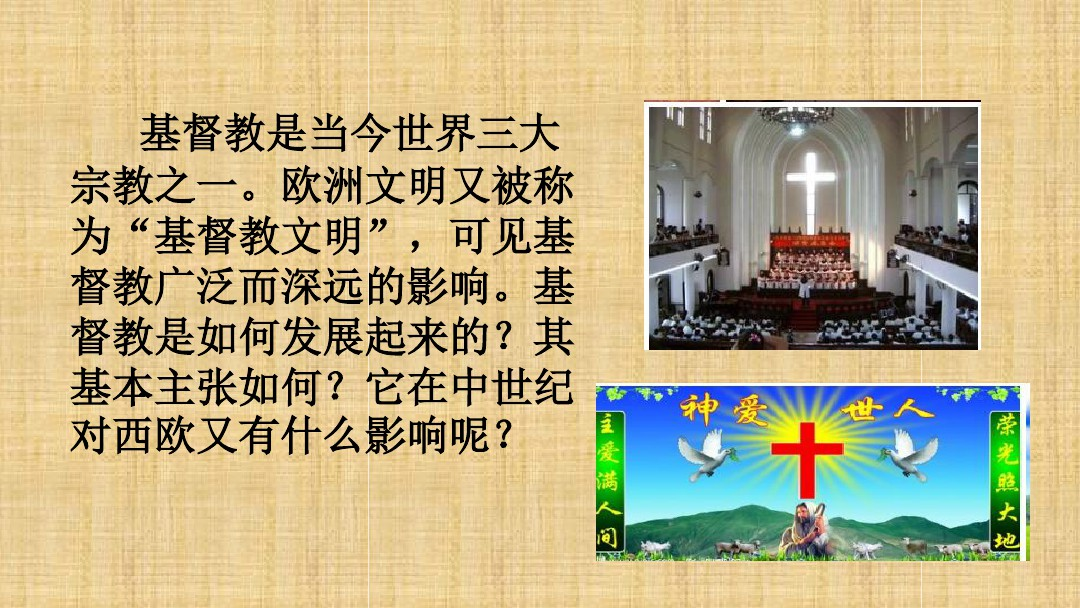 基督教是当今世界三大
宗教之一。欧洲文明又被称
为“基督教文明”，可见基
督教广泛而深远的影响。基
督教是如何发展起来的？其
基本主张如何？它在中世纪
对西欧又有什么影响呢？
神爱世人
主爱满人间
荣光照大地